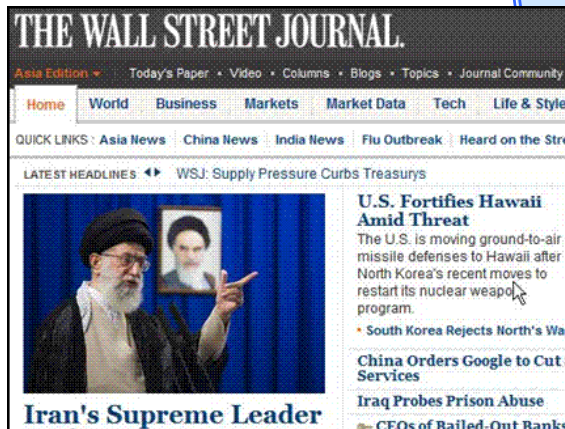 THE WALL STREET JOURNAL.
Asia Edition Today's Paper • Video • Columns • Blogs • Topics • Journal Community
Home World Business Markets Market Data Tech Life & Style
QUICK LINKS: Asia News China News India News Flu Outbreak Heard on the Stre
LATEST HEADLINES WSJ: Supply Pressure Curbs Treasurys
U.S. Fortifies Hawaii
Amid Threat
The U.S. is moving ground-to-air
missile defenses to Hawaii after
North Korea's recent moves to
restart its nuclear weapon
program.
• South Korea Rejects North's Wa
China Orders Google to Cut
Services
Iraq Probes Prison Abuse
CEOs of Bailed-Out Banks
Iran's Supreme Leader